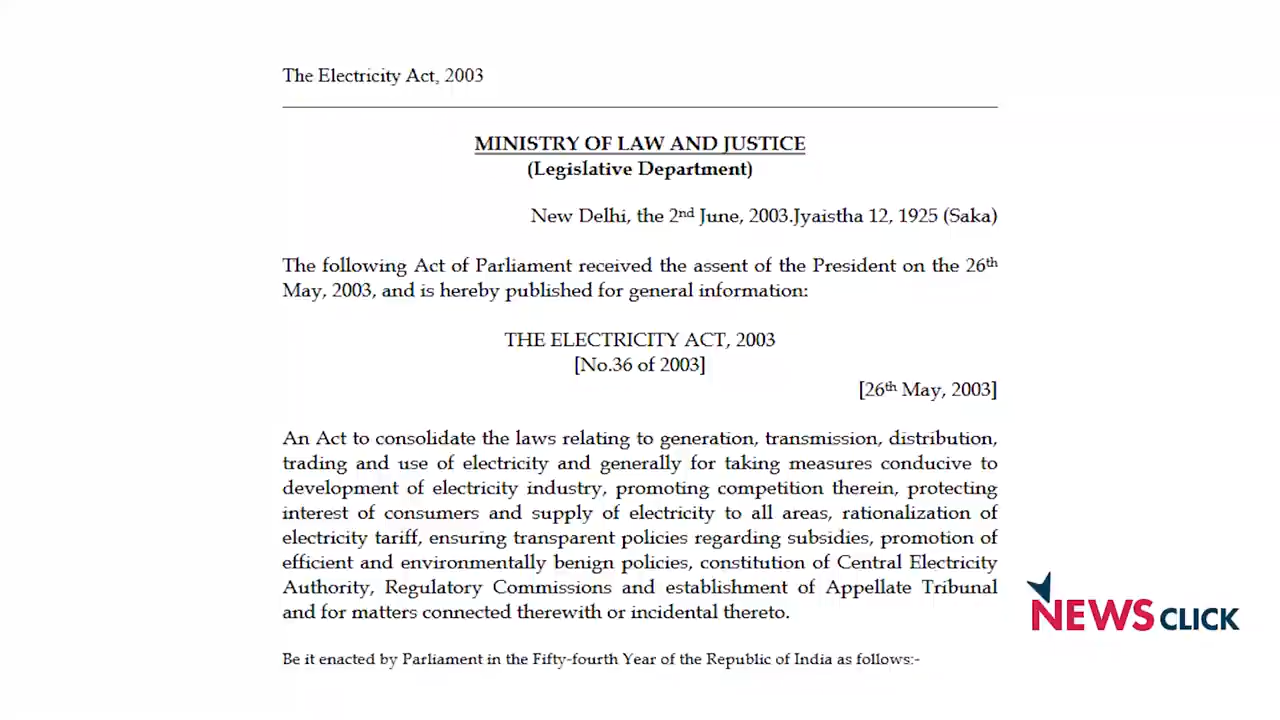 The Electricity Act, 2003
MINISTRY OF LAW AND JUSTICE
(Legislative Department)
New Delhi, the 2nd June, 2003.Jyaistha 12, 1925 (Saka)
The following Act of Parliament received the assent of the President on the 26th
May, 2003, and is hereby published for general information:
THE ELECTRICITY ACT, 2003
[No.36 of 2003]
[26th May, 2003]
An Act to consolidate the laws relating to generation, transmission, distribution,
trading and use of electricity and generally for taking measures conducive to
development of electricity industry, promoting competition therein, protecting
interest of consumers and supply of electricity to all areas, rationalization of
electricity tariff, ensuring transparent policies regarding subsidies, promotion of
efficient and environmentally benign policies, constitution of Central Electricity
Authority, Regulatory Commissions and establishment of Appellate Tribunal
and for matters connected therewith or incidental thereto.
NEWSCLICK
Be it enacted by Parliament in the Fifty-fourth Year of the Republic of India as follows:-